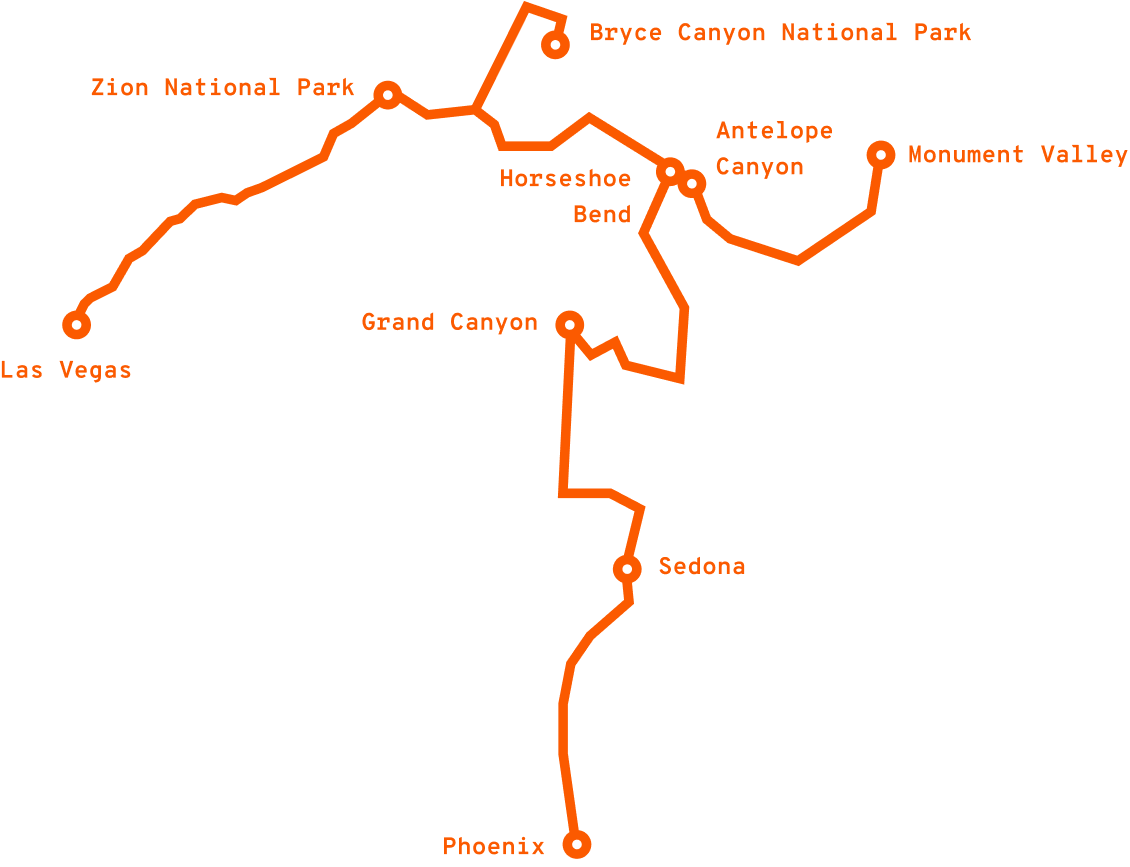 Bryce Canyon National Park
Zion National Park
Antelope
Canyon
Monument Valley
Horseshoe
Bend
Grand Canyon
Las Vegas
Sedona
Phoenix